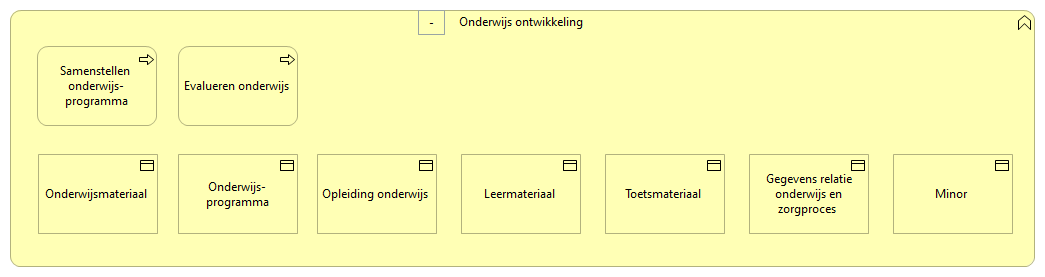 -
Onderwijs ontwikkeling
Samenstellen
onderwijs-
programma
Evalueren onderwijs
Onderwijsmateriaal
Onderwijs-
programma
Opleiding onderwijs
Leermateriaal
Toetsmateriaal
Gegevens relatie
onderwijs en
zorgproces
Minor